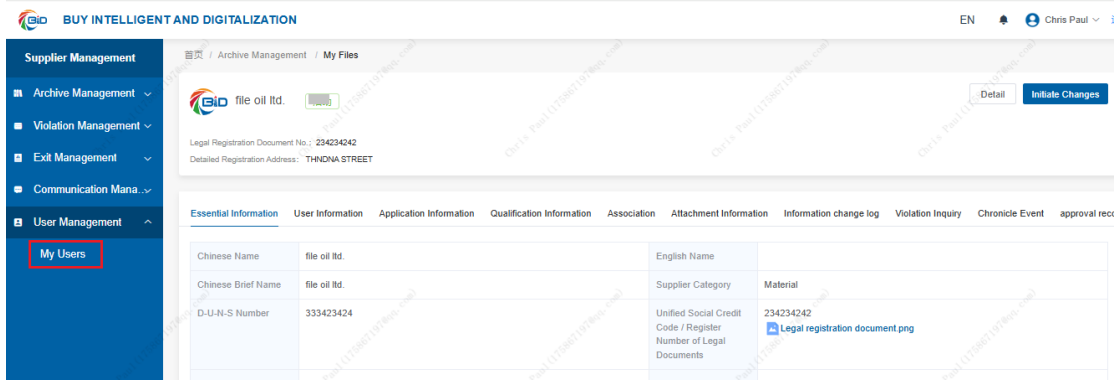 BID BUY INTELLIGENT AND DIGITALIZATION EN Chris Paul
Supplier Management
首页 / Archive Management / My Files
Archive Management
BID file oil ltd.
Detail Initiate Changes
Violation Management
Legal Registration Document No.: 234234242
Exit Management
Detailed Registration Address: THNDNA STREET
Communication Mana...
User Management
Essential Information User Information Application Information Qualification Information Association Attachment Information Information change log Violation Inquiry Chronicle Event approval reco
My Users
Chinese Name file oil ltd. English Name
Chinese Brief Name file oil ltd. Supplier Category Material
D-U-N-S Number 333423424 Unified Social Credit 234234242
Code / Register Legal registration document.png
Number of Legal
Documents